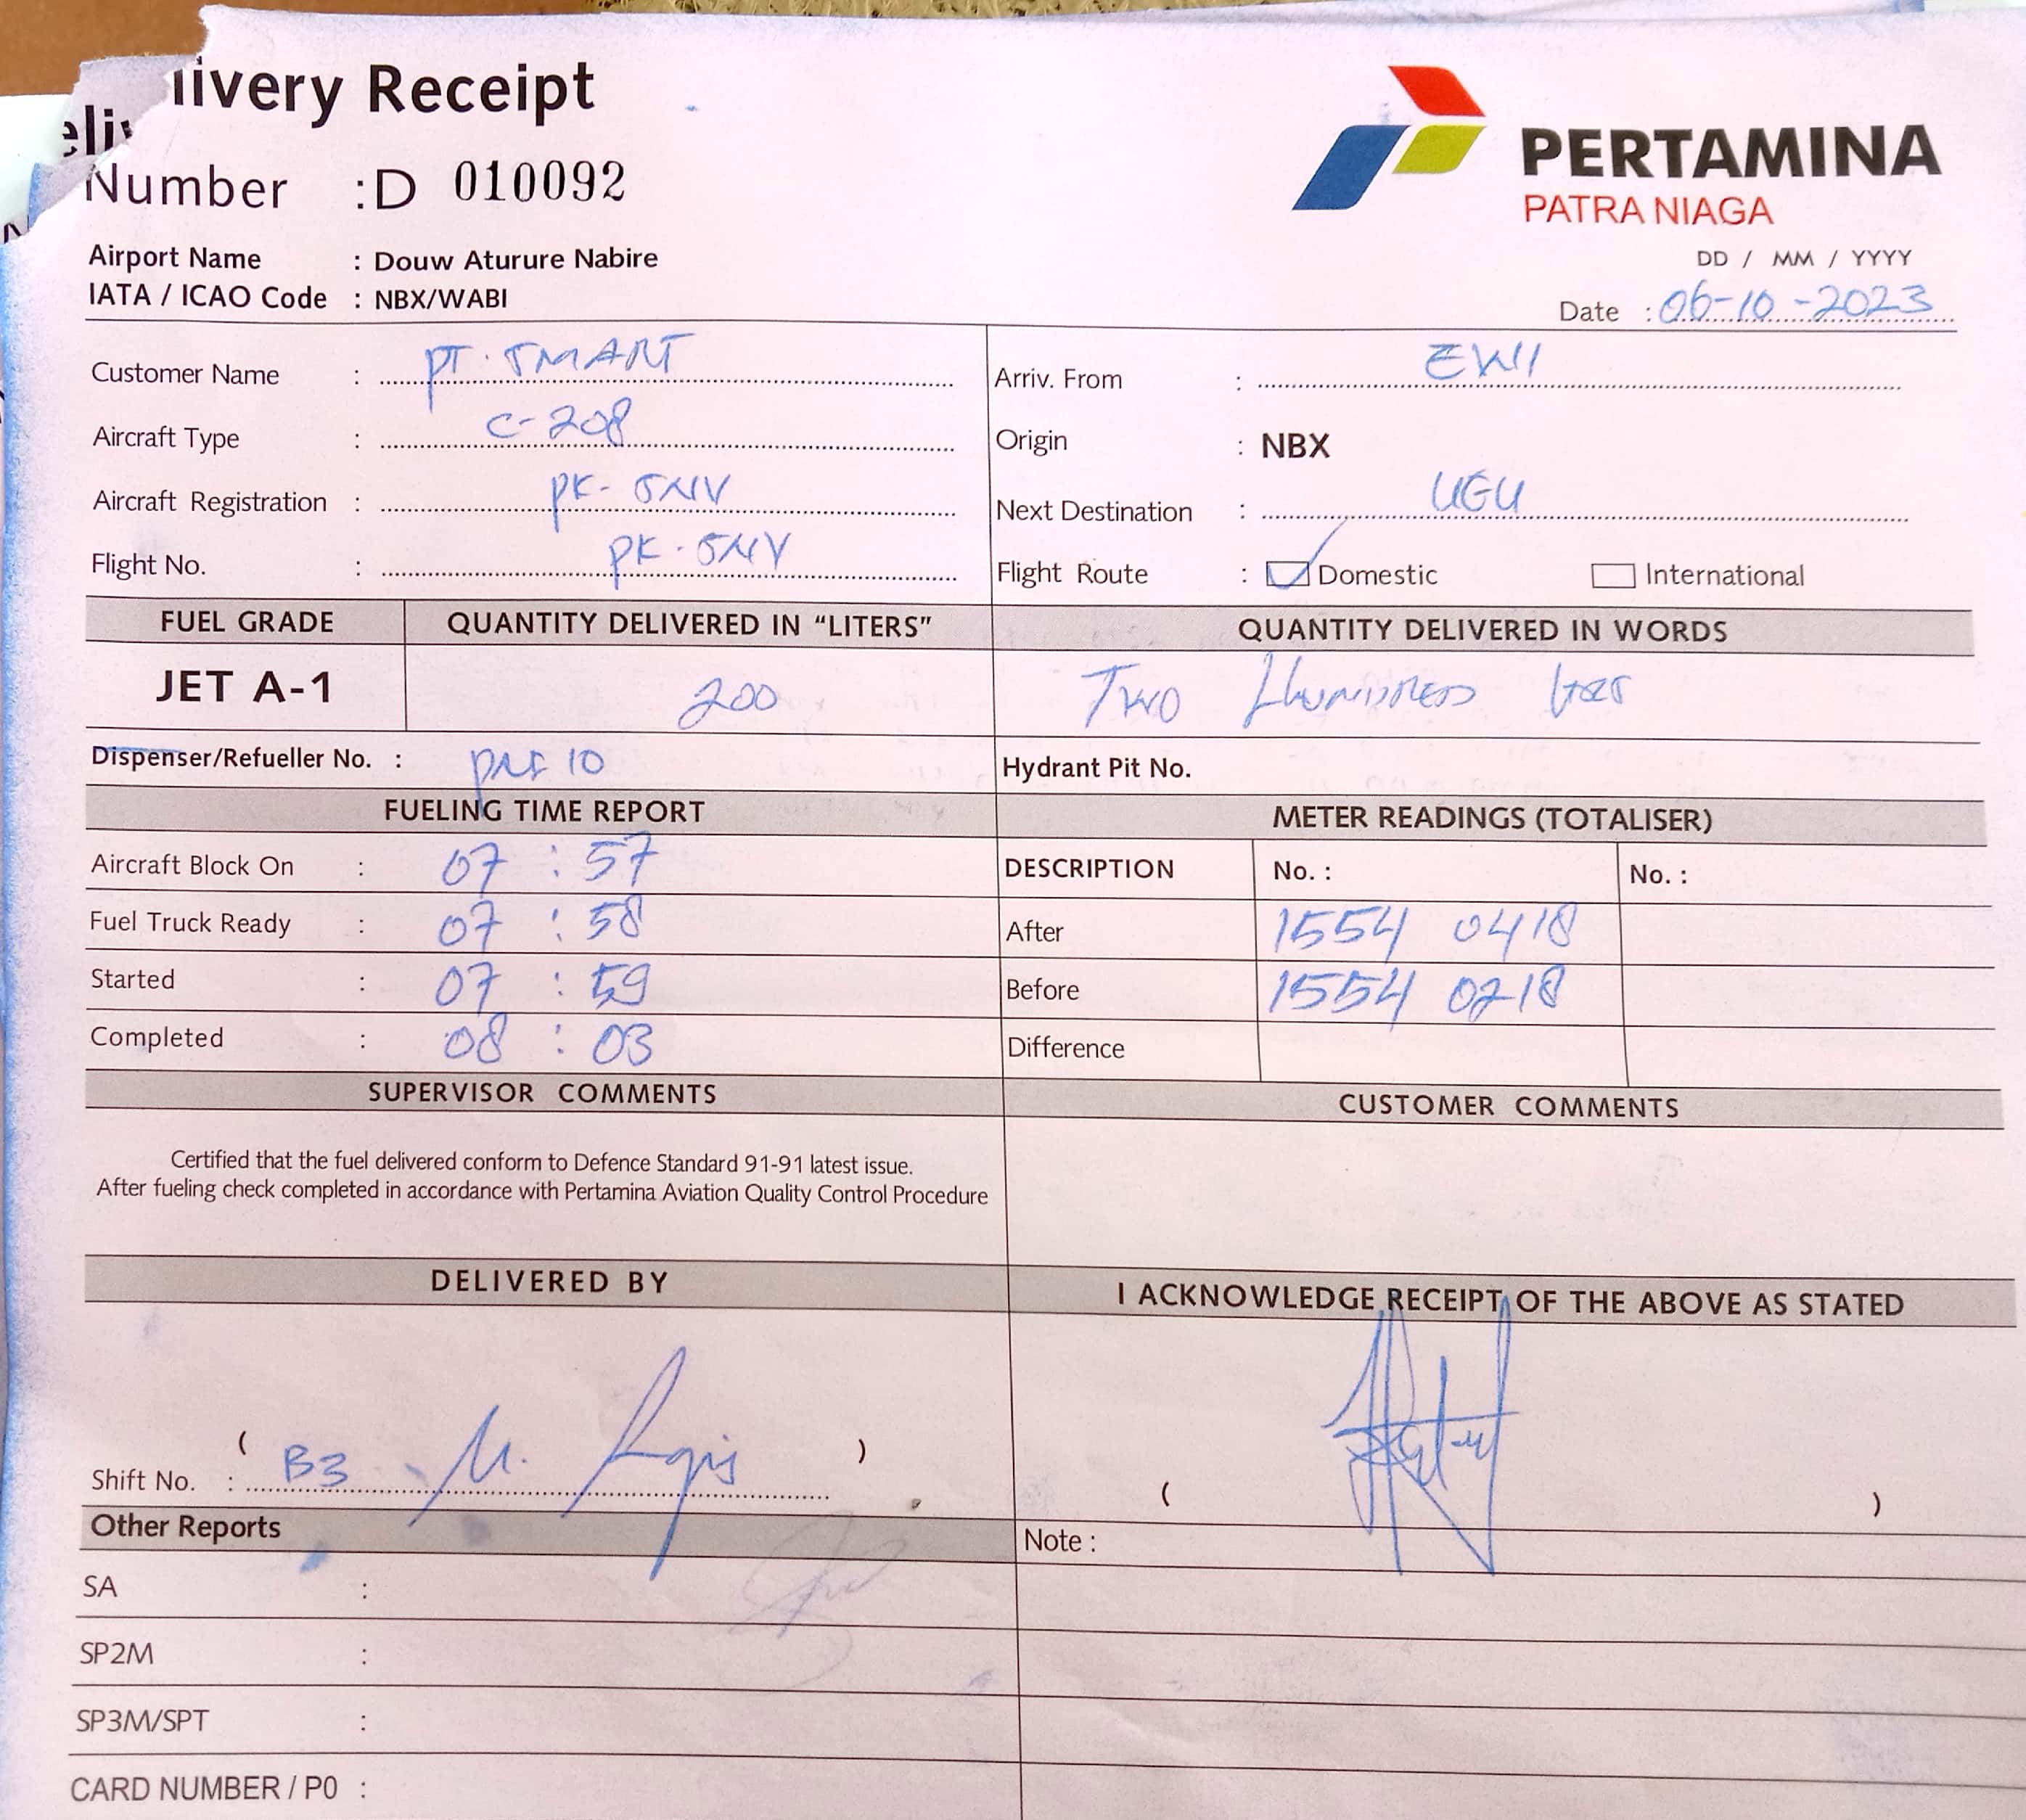 livery Receipt
eliv
Number : D 010092
PERTAMINA
PATRA NIAGA
Airport Name : Douw Aturure Nabire
IATA / ICAO Code : NBX/WABI
DD / MM / YYYY
Date : 06-10-2023
Customer Name : PT. SMART
Aircraft Type : C-208
Aircraft Registration : PK-SNV
Flight No. : PK-SNV
Arriv. From : EWI
Origin : NBX
Next Destination : UGU
Flight Route : Domestic International
FUEL GRADE QUANTITY DELIVERED IN “LITERS” QUANTITY DELIVERED IN WORDS
JET A-1 200 Two Hundred
Dispenser/Refueller No. : 10 Hydrant Pit No.
FUELING TIME REPORT METER READINGS (TOTALISER)
Aircraft Block On : 07 : 57
Fuel Truck Ready : 07 : 58
Started : 07 : 59
Completed : 08 : 03
DESCRIPTION No. : No. :
After 1554 0418
Before 1554 0218
Difference
SUPERVISOR COMMENTS CUSTOMER COMMENTS
Certified that the fuel delivered conform to Defence Standard 91-91 latest issue.
After fueling check completed in accordance with Pertamina Aviation Quality Control Procedure
DELIVERED BY I ACKNOWLEDGE RECEIPT OF THE ABOVE AS STATED
( )
Shift No. : B3 M.
( )
Other Reports Note :
SA :
SP2M :
SP3M/SPT :
CARD NUMBER / P0 :